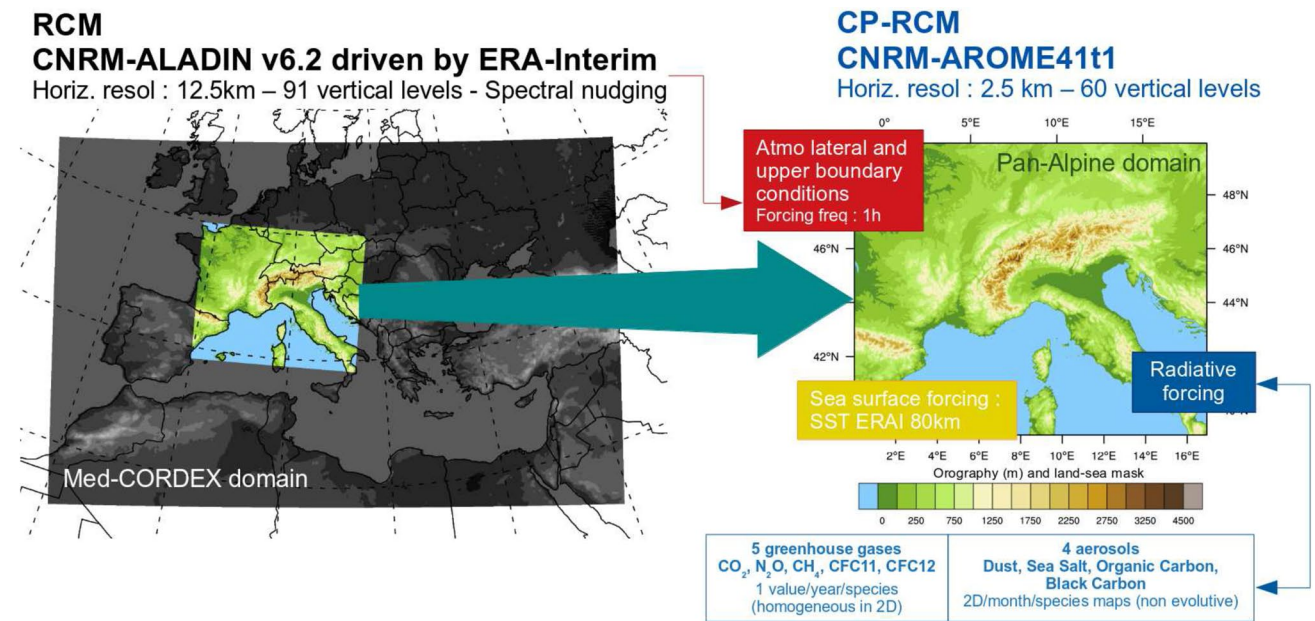 RCM
CNRM-ALADIN v6.2 driven by ERA-Interim
Horiz. resol : 12.5km – 91 vertical levels - Spectral nudging
Med-CORDEX domain
CP-RCM
CNRM-AROME41t1
Horiz. resol : 2.5 km – 60 vertical levels
0° 5°E 10°E 15°E
Atmo lateral and
upper boundary
conditions
Forcing freq : 1h
Pan-Alpine domain
48°N
46°N 46°N
44°N
42°N
Radiative
forcing
Sea surface forcing :
SST ERAI 80km
2°E 4°E 6°E 8°E 10°E 12°E 14°E 16°E
Orography (m) and land-sea mask
0 250 750 1250 1750 2250 2750 3250 4500
5 greenhouse gases
CO₂, N₂O, CH₄, CFC11, CFC12
1 value/year/species
(homogeneous in 2D)
4 aerosols
Dust, Sea Salt, Organic Carbon,
Black Carbon
2D/month/species maps (non evolutive)